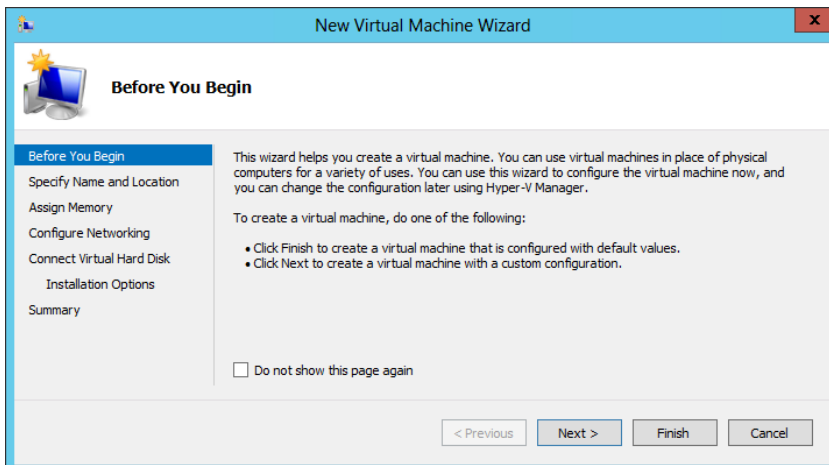 New Virtual Machine Wizard
x
Before You Begin
Before You Begin
Specify Name and Location
Assign Memory
Configure Networking
Connect Virtual Hard Disk
Installation Options
Summary
This wizard helps you create a virtual machine. You can use virtual machines in place of physical
computers for a variety of uses. You can use this wizard to configure the virtual machine now, and
you can change the configuration later using Hyper-V Manager.
To create a virtual machine, do one of the following:
• Click Finish to create a virtual machine that is configured with default values.
• Click Next to create a virtual machine with a custom configuration.
Do not show this page again
< Previous
Next >
Finish
Cancel